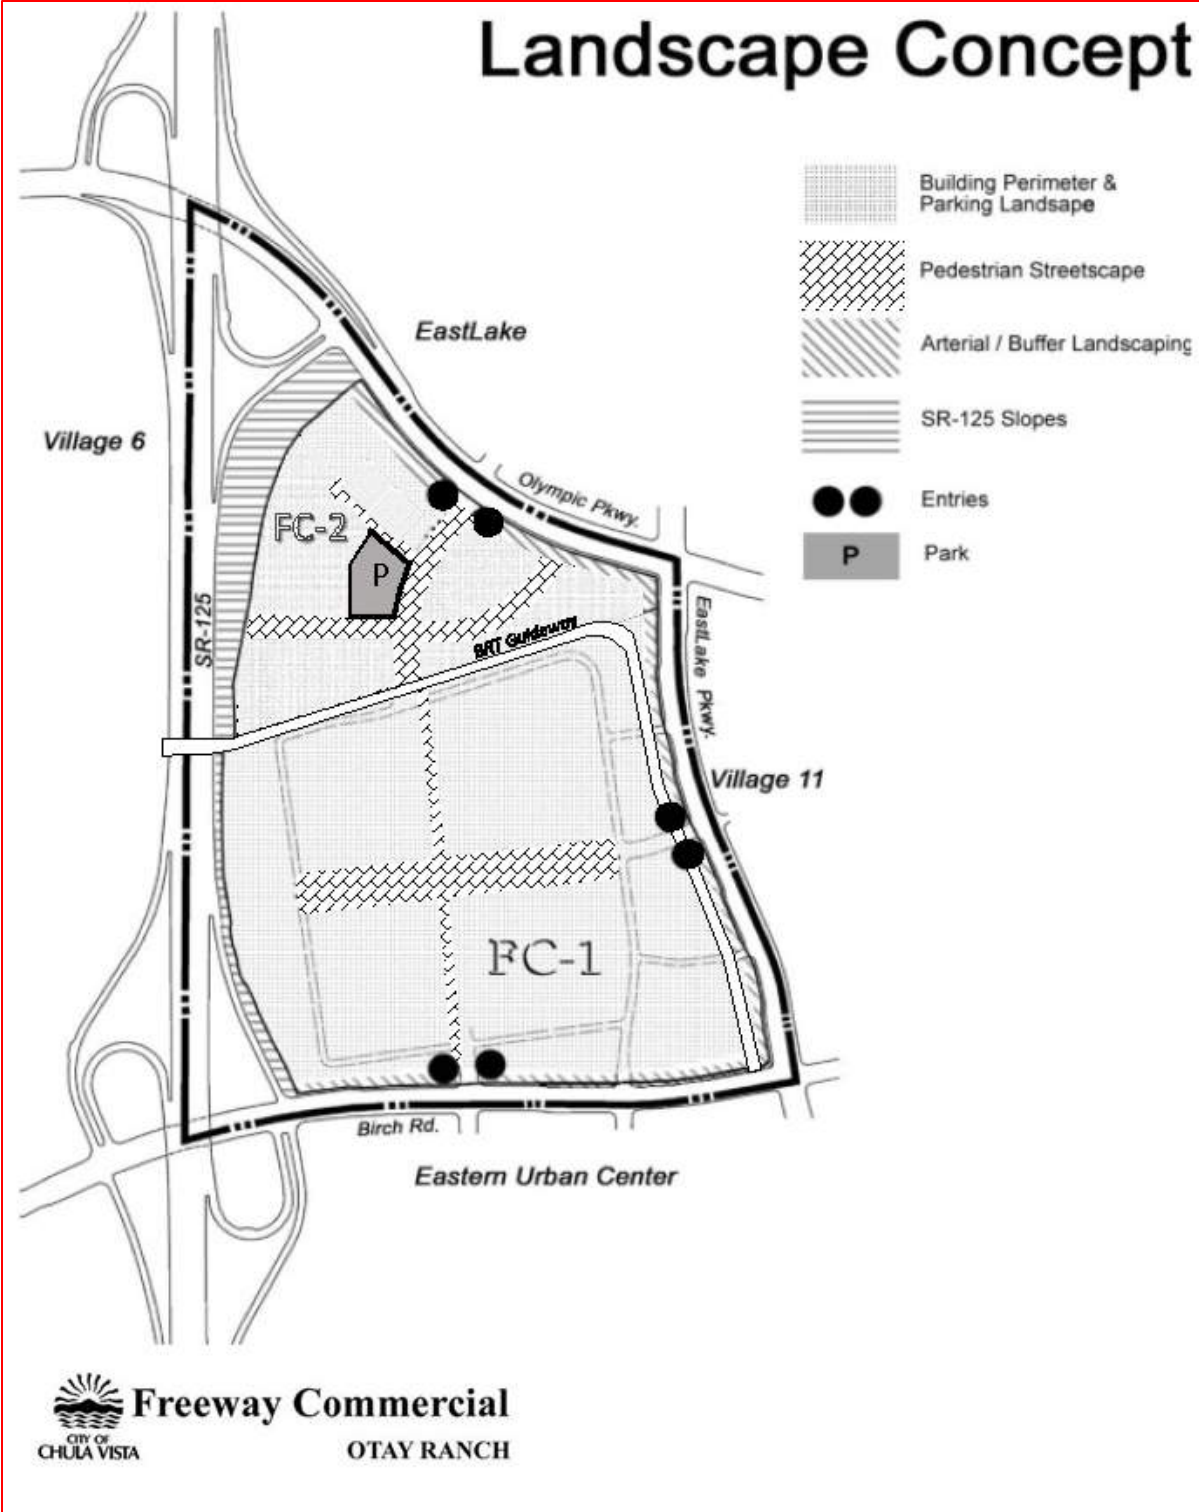 Landscape Concept
Building Perimeter &
Parking Landsape
Pedestrian Streetscape
Arterial / Buffer Landscaping
SR-125 Slopes
Entries
P
Park
EastLake
Village 6
Olympic Pkwy.
FC-2
P
SR-125
BRT Guideway
EastLake Pkwy.
Village 11
FC-1
Birch Rd.
Eastern Urban Center
Freeway Commercial
CITY OF
CHULA VISTA
OTAY RANCH